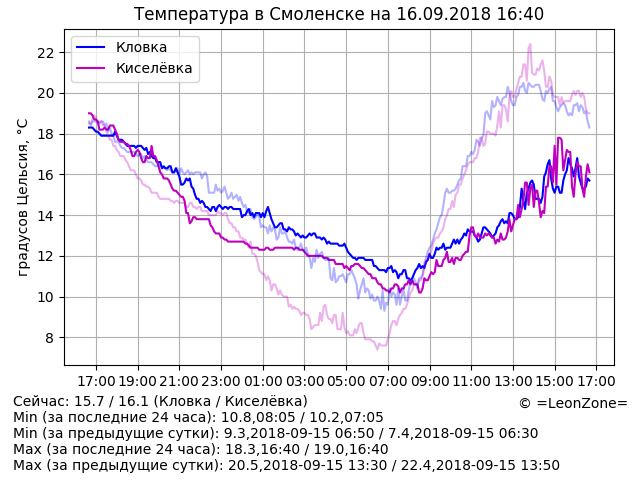 Температура в Смоленске на 16.09.2018 16:40
Кловка
Киселёвка
градусов Цельсия, °C
22
20
18
16
14
12
10
8
17:00 19:00 21:00 23:00 01:00 03:00 05:00 07:00 09:00 11:00 13:00 15:00 17:00
Сейчас: 15.7 / 16.1 (Кловка / Киселёвка)
© =LeonZone=
Min (за последние 24 часа): 10.8,08:05 / 10.2,07:05
Min (за предыдущие сутки): 9.3,2018-09-15 06:50 / 7.4,2018-09-15 06:30
Max (за последние 24 часа): 18.3,16:40 / 19.0,16:40
Max (за предыдущие сутки): 20.5,2018-09-15 13:30 / 22.4,2018-09-15 13:50